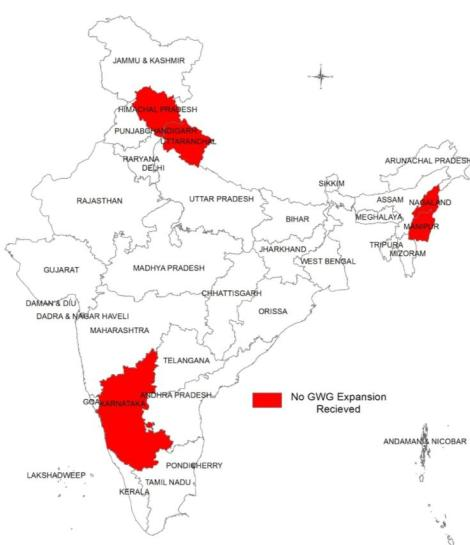 JAMMU & KASHMIR
HIMACHAL PRADESH
PUNJAB
CHANDIGARH
UTTARANCHAL
HARYANA
DELHI
ARUNACHAL PRADESH
SIKKIM
RAJASTHAN
UTTAR PRADESH
ASSAM
NAGALAND
BIHAR
MEGHALAYA
MANIPUR
TRIPURA
MIZORAM
JHARKHAND
WEST BENGAL
GUJARAT
MADHYA PRADESH
CHHATTISGARH
ORISSA
DAMAN & DIU
DADRA & NAGAR HAVELI
MAHARASHTRA
TELANGANA
GOA
KARNATAKA
ANDHRA PRADESH
No GWG Expansion
Recieved
ANDAMAN & NICOBAR
PONDICHERRY
LAKSHADWEEP
TAMIL NADU
KERALA